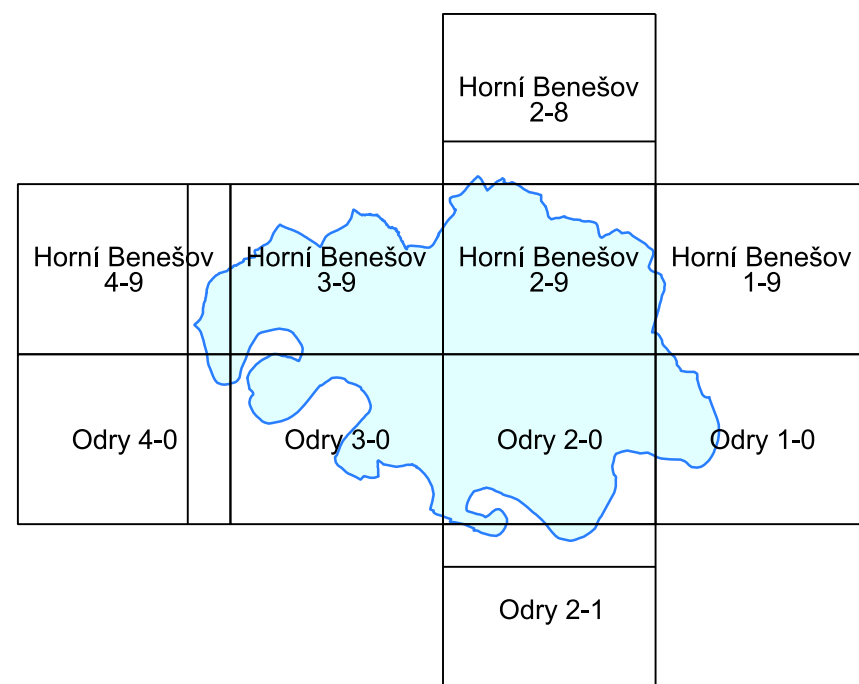 Horní Benešov
2-8
Horní Benešov
4-9
Horní Benešov
3-9
Horní Benešov
2-9
Horní Benešov
1-9
Odry 4-0
Odry 3-0
Odry 2-0
Odry 1-0
Odry 2-1